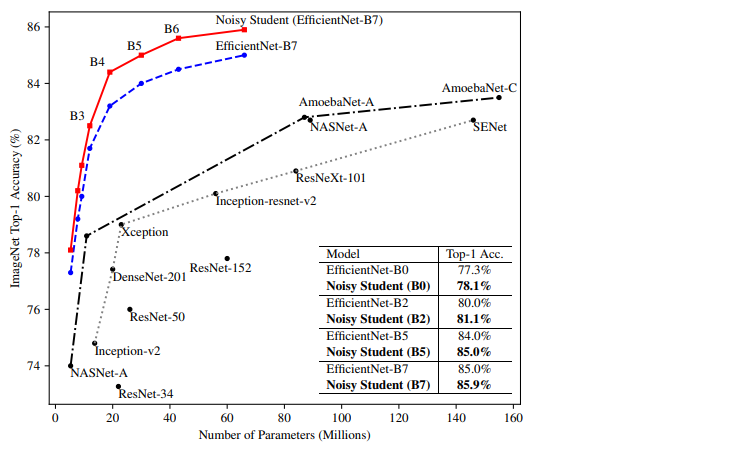 86
84
82
80
78
76
74
ImageNet Top-1 Accuracy (%)
Noisy Student (EfficientNet-B7)
B6
B5
EfficientNet-B7
B4
AmoebaNet-C
AmoebaNet-A
B3
NASNet-A
SENet
ResNeXt-101
Inception-resnet-v2
Xception
ResNet-152
DenseNet-201
ResNet-50
Inception-v2
NASNet-A
ResNet-34
Model Top-1 Acc.
EfficientNet-B0 77.3%
Noisy Student (B0) 78.1%
EfficientNet-B2 80.0%
Noisy Student (B2) 81.1%
EfficientNet-B5 84.0%
Noisy Student (B5) 85.0%
EfficientNet-B7 85.0%
Noisy Student (B7) 85.9%
0 20 40 60 80 100 120 140 160
Number of Parameters (Millions)